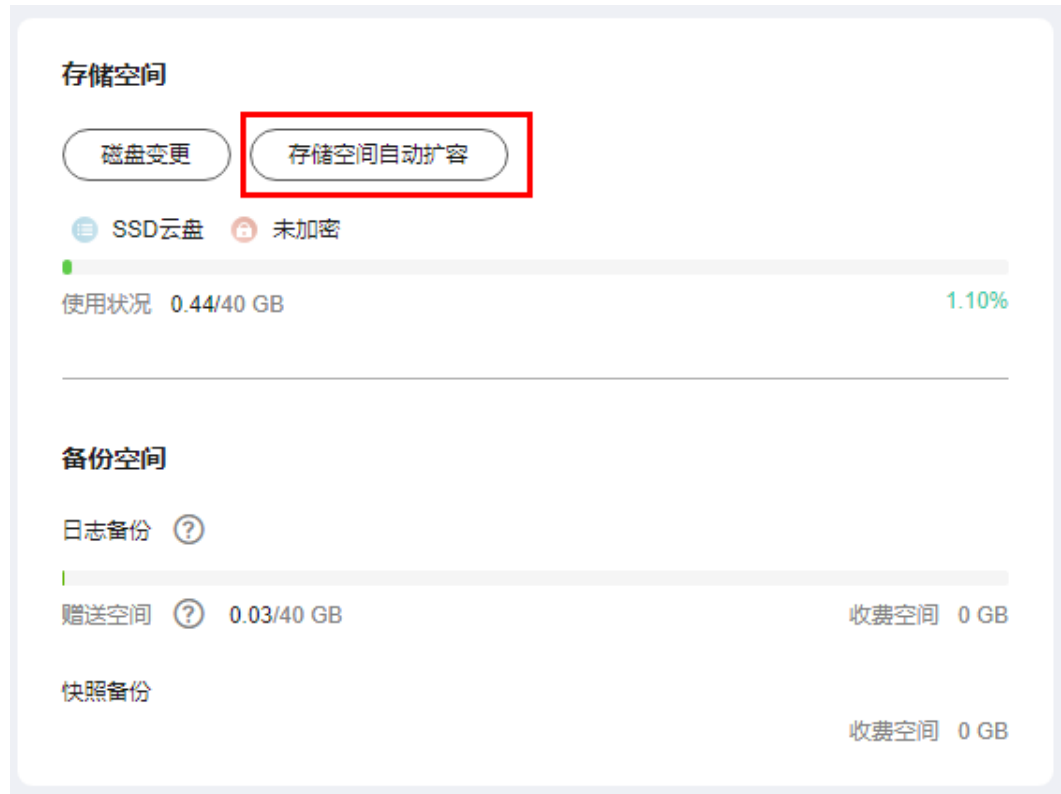 存储空间
磁盘变更 存储空间自动扩容
SSD云盘 未加密
使用状况 0.44/40 GB 1.10%
备份空间
日志备份 ?
赠送空间 ? 0.03/40 GB 收费空间 0 GB
快照备份
收费空间 0 GB